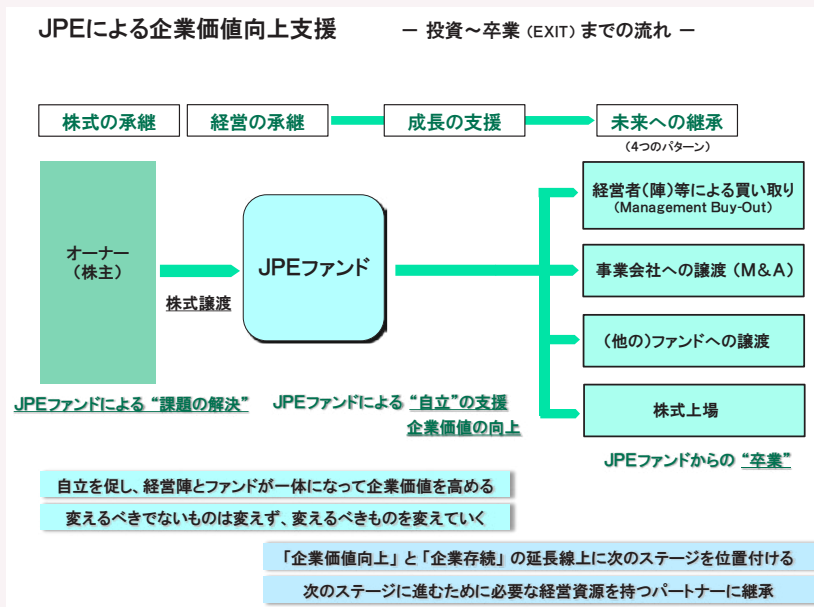 JPEによる企業価値向上支援 － 投資～卒業（EXIT）までの流れ －
株式の承継 経営の承継 成長の支援 未来への継承
（4つのパターン）
オーナー
（株主）
株式譲渡
JPEファンド
経営者（陣）等による買い取り
（Management Buy-Out）
事業会社への譲渡（M＆A）
（他の）ファンドへの譲渡
株式上場
JPEファンドによる“課題の解決”
JPEファンドによる“自立”の支援
企業価値の向上
JPEファンドからの“卒業”
自立を促し、経営陣とファンドが一体になって企業価値を高める
変えるべきでないものは変えず、変えるべきものを変えていく
「企業価値向上」と「企業存続」の延長線上に次のステージを位置付ける
次のステージに進むために必要な経営資源を持つパートナーに継承